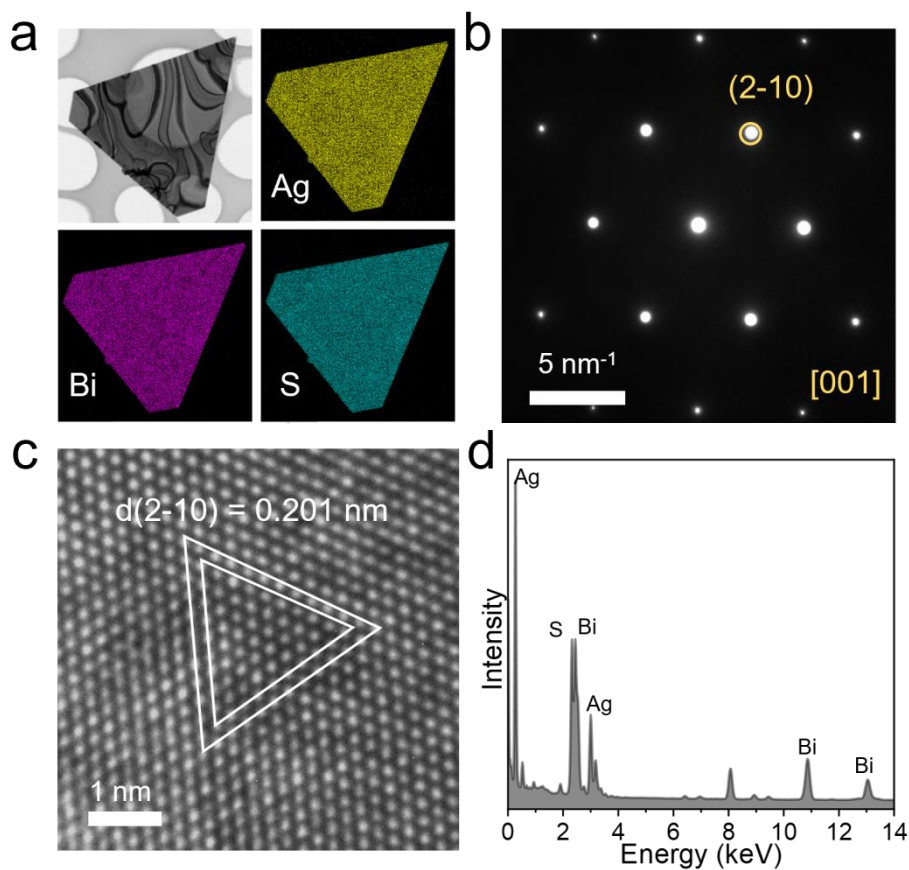 a
Ag
Bi
S
b
(2-10)
5 nm⁻¹
[001]
c
d(2-10) = 0.201 nm
1 nm
d
Ag
S Bi
Ag
Bi
Bi
Intensity
0 2 4 6 8 10 12 14
Energy (keV)